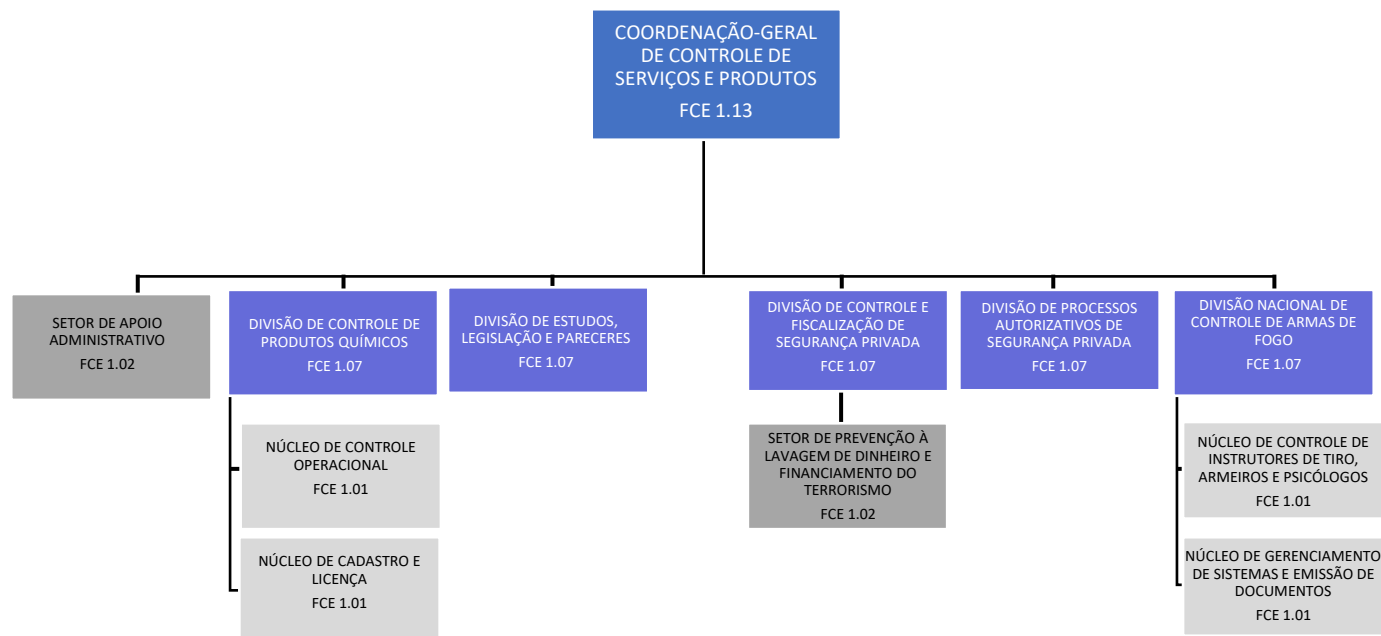 COORDENAÇÃO-GERAL
DE CONTROLE DE
SERVIÇOS E PRODUTOS
FCE 1.13
SETOR DE APOIO
ADMINISTRATIVO
FCE 1.02
DIVISÃO DE CONTROLE DE
PRODUTOS QUÍMICOS
FCE 1.07
DIVISÃO DE ESTUDOS,
LEGISLAÇÃO E PARECERES
FCE 1.07
DIVISÃO DE CONTROLE E
FISCALIZAÇÃO DE
SEGURANÇA PRIVADA
FCE 1.07
DIVISÃO DE PROCESSOS
AUTORIZATIVOS DE
SEGURANÇA PRIVADA
FCE 1.07
DIVISÃO NACIONAL DE
CONTROLE DE ARMAS DE
FOGO
FCE 1.07
NÚCLEO DE CONTROLE
OPERACIONAL
FCE 1.01
NÚCLEO DE CADASTRO E
LICENÇA
FCE 1.01
SETOR DE PREVENÇÃO À
LAVAGEM DE DINHEIRO E
FINANCIAMENTO DO
TERRORISMO
FCE 1.02
NÚCLEO DE CONTROLE DE
INSTRUTORES DE TIRO,
ARMEIROS E PSICÓLOGOS
FCE 1.01
NÚCLEO DE GERENCIAMENTO
DE SISTEMAS E EMISSÃO DE
DOCUMENTOS
FCE 1.01